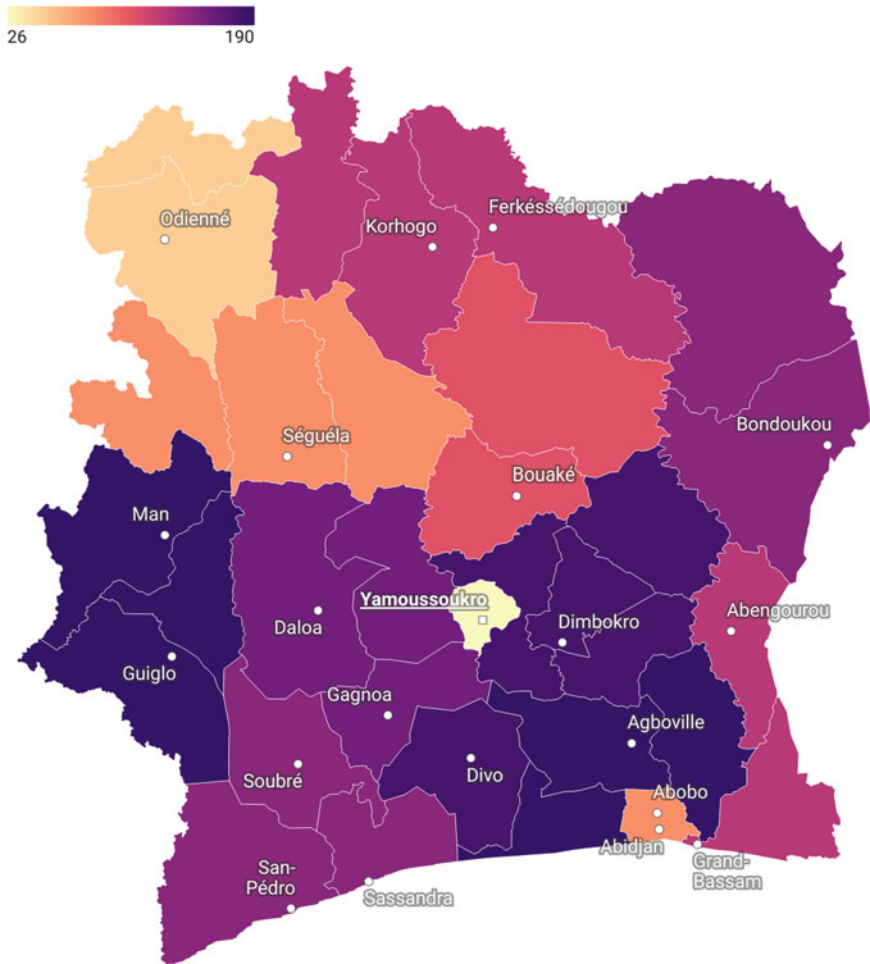 26 190
Odienné
Ferkéssédougou
Korhogo
Bondoukou
Séguéla
Bouaké
Man
Yamoussoukro
Abengourou
Daloa
Dimbokro
Guiglo
Gagnoa
Agboville
Soubré
Divo
Abobo
Abidjan
Grand-
Bassam
San-
Pédro
Sassandra